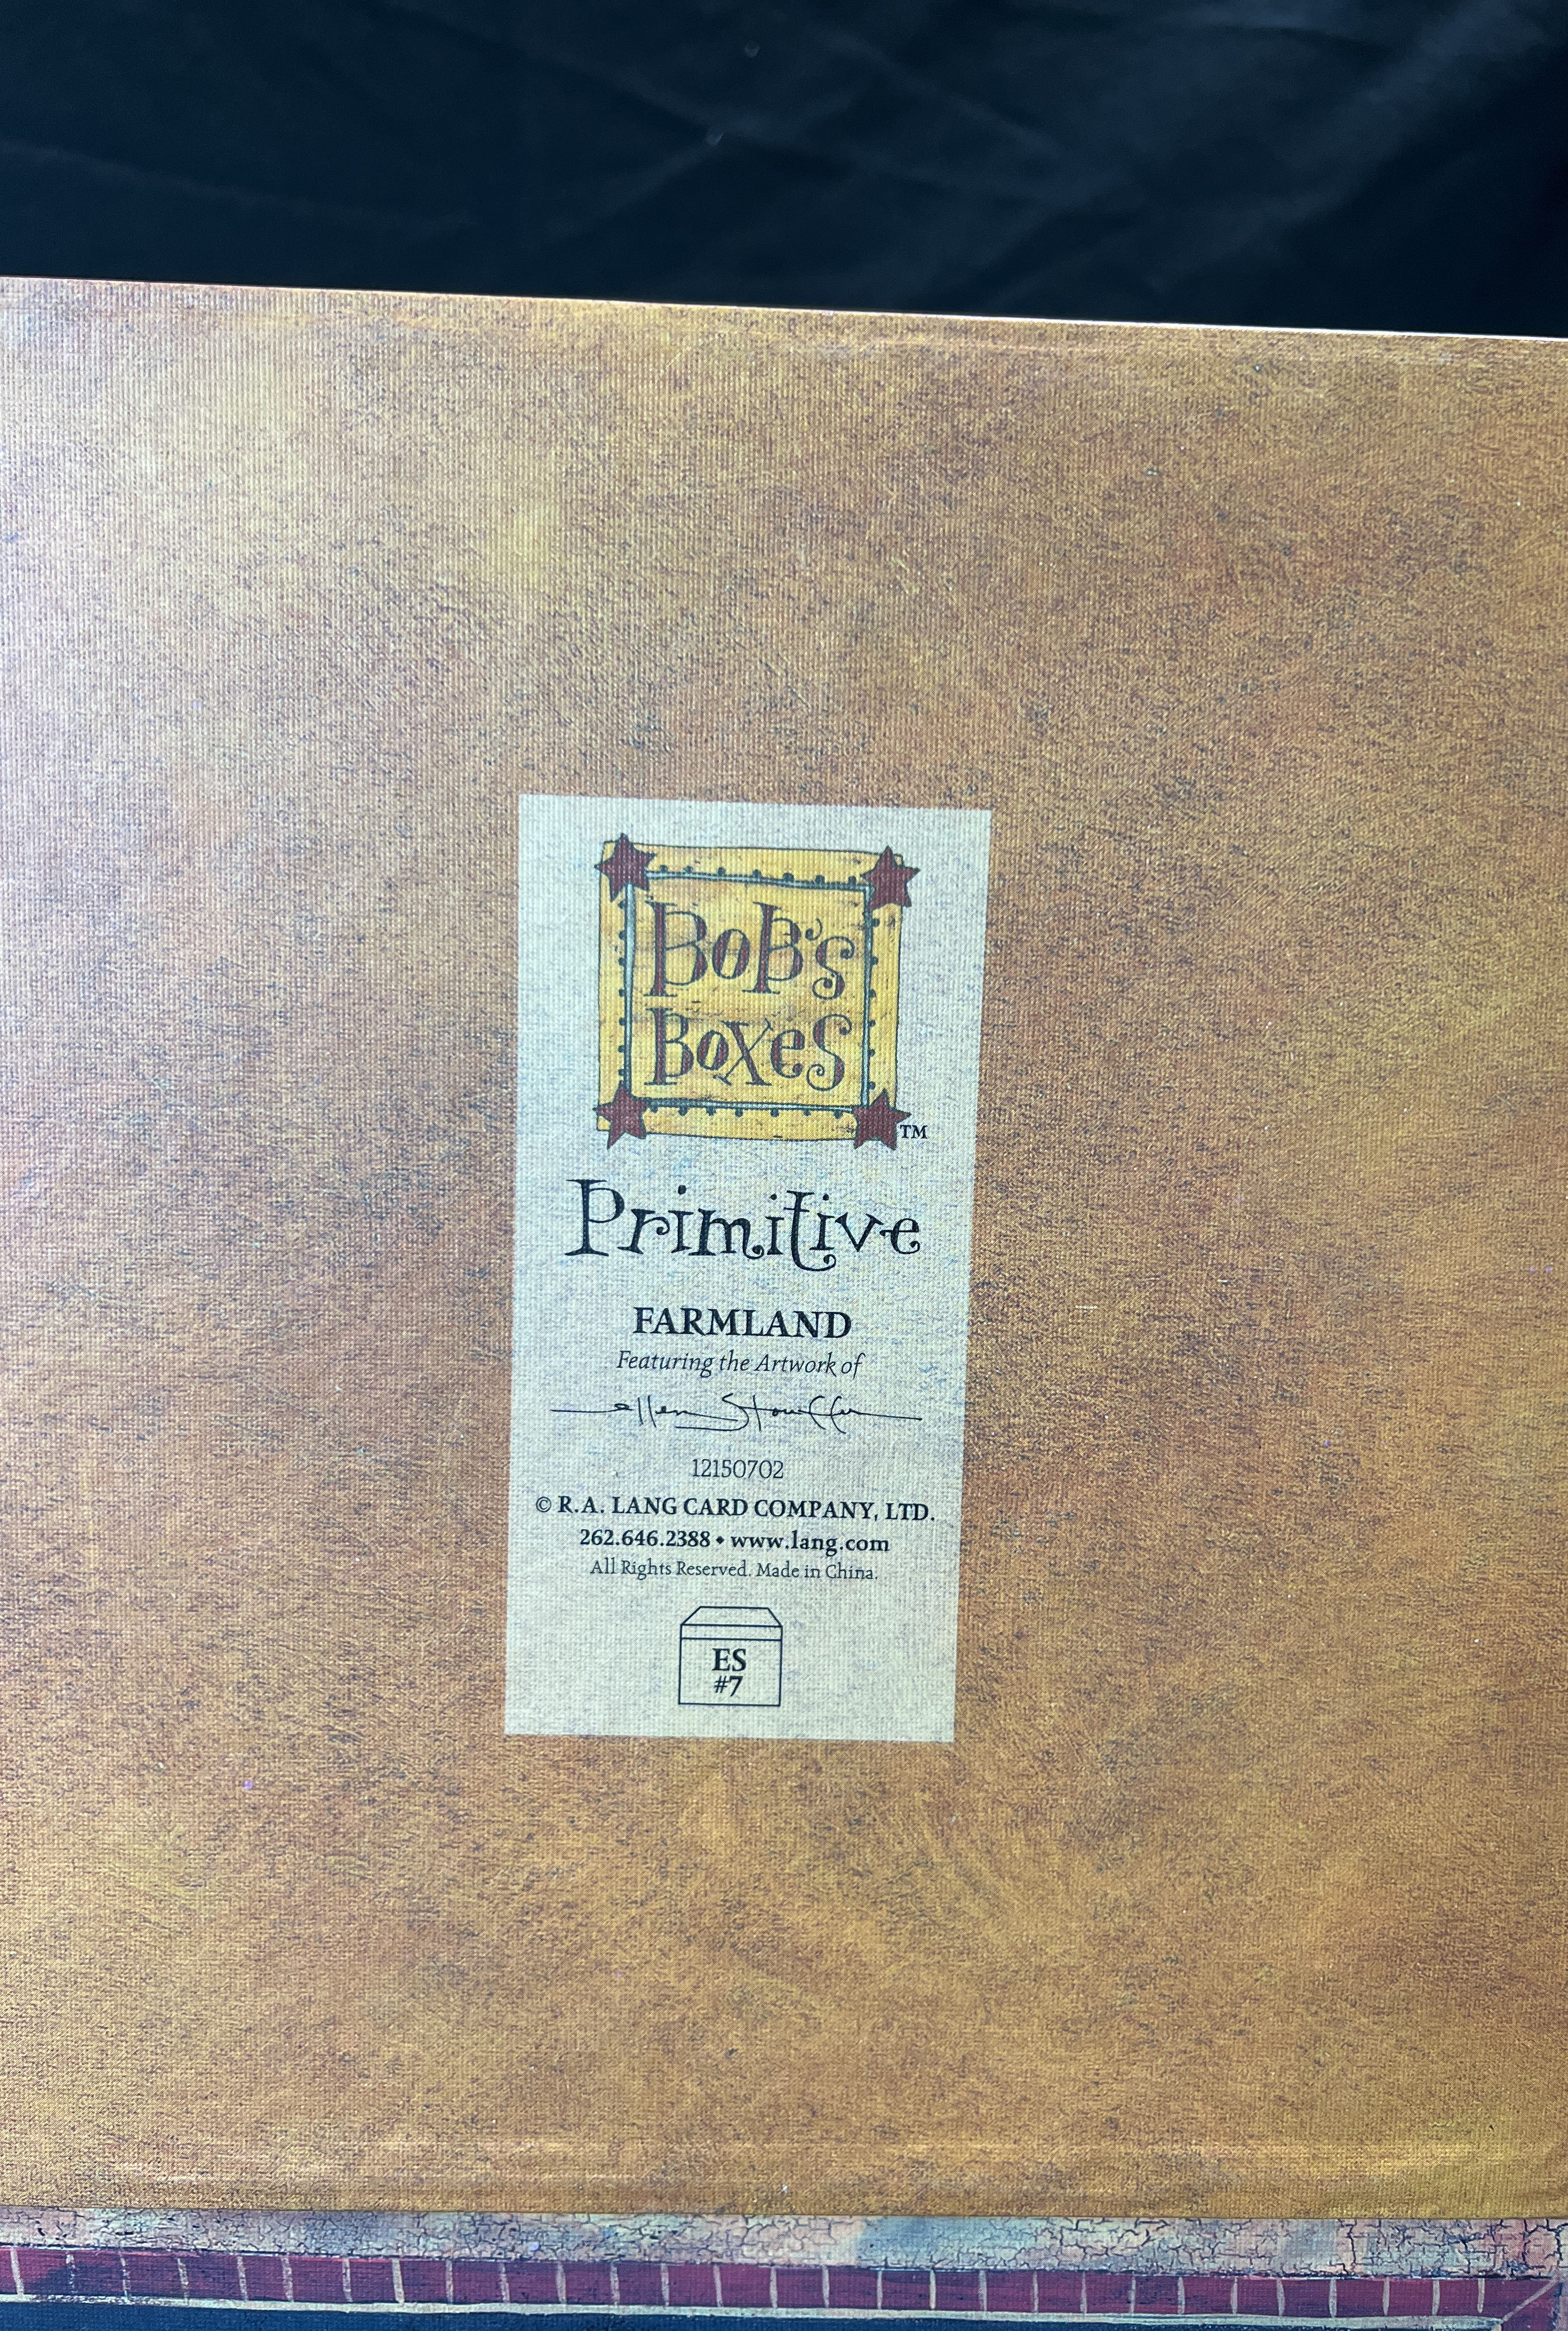 BOB'S
BOXES
TM
Primitive
FARMLAND
Featuring the Artwork of
ellen Stouffer
12150702
© R.A. LANG CARD COMPANY, LTD.
262.646.2388 • www.lang.com
All Rights Reserved. Made in China.
ES
#7